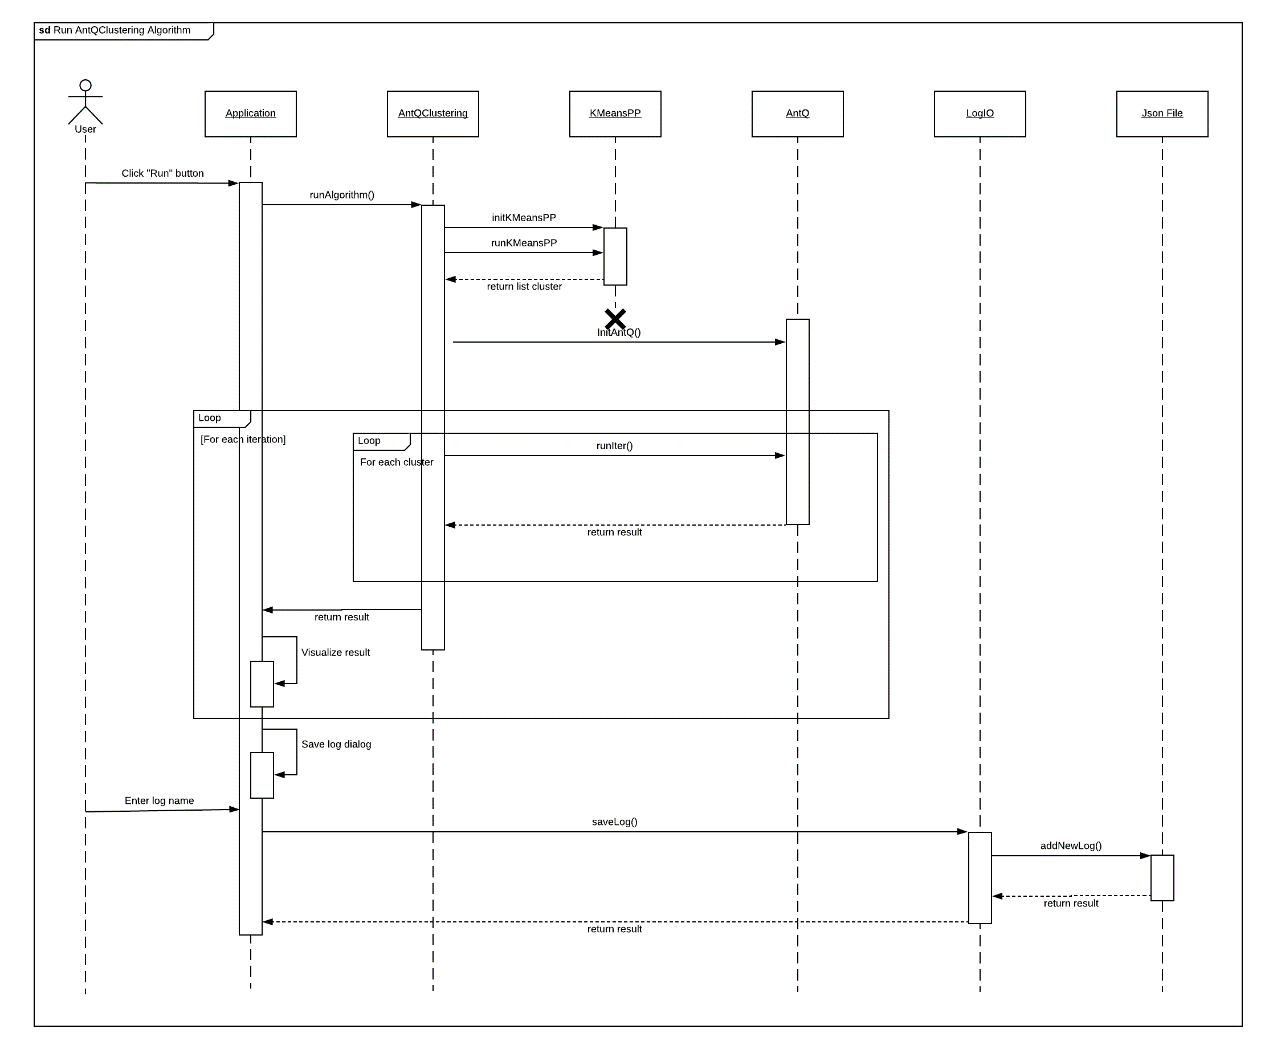 sd Run AntQClustering Algorithm
User
Application
AntQClustering
KMeansPP
AntQ
LogIO
Json File
Click "Run" button
runAlgorithm()
initKMeansPP
runKMeansPP
return list cluster
InitAntQ()
Loop
[For each iteration]
Loop
For each cluster
runIter()
return result
return result
Visualize result
Save log dialog
Enter log name
saveLog()
addNewLog()
return result
return result